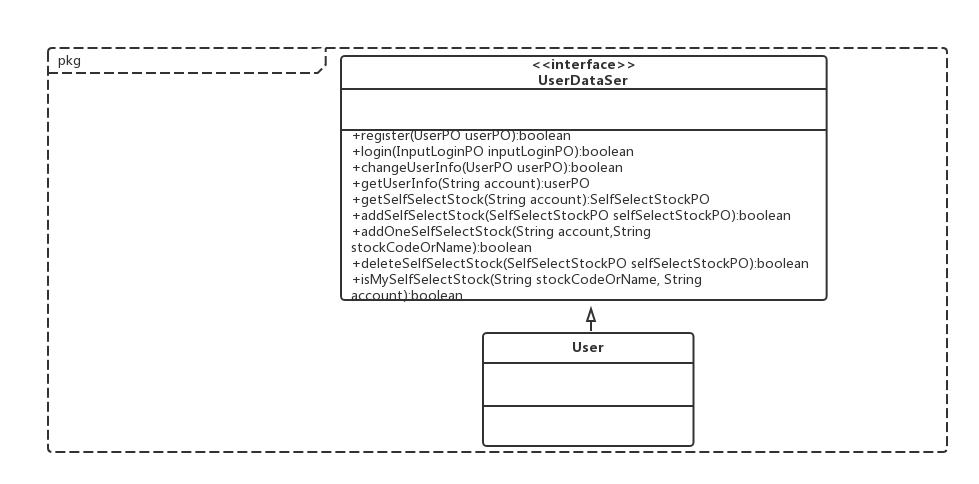 pkg
<<interface>>
UserDataSer
+register(UserPO userPO):boolean
+login(InputLoginPO inputLoginPO):boolean
+changeUserInfo(UserPO userPO):boolean
+getUserInfo(String account):userPO
+getSelfSelectStock(String account):SelfSelectStockPO
+addSelfSelectStock(SelfSelectStockPO selfSelectStockPO):boolean
+addOneSelfSelectStock(String account,String
stockCodeOrName):boolean
+deleteSelfSelectStock(SelfSelectStockPO selfSelectStockPO):boolean
+isMySelfSelectStock(String stockCodeOrName, String
account):boolean
User